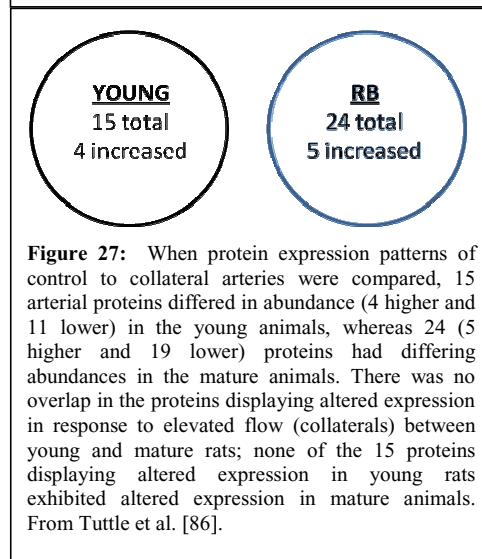 YOUNG
15 total
4 increased
RB
24 total
5 increased
Figure 27: When protein expression patterns of
control to collateral arteries were compared, 15
arterial proteins differed in abundance (4 higher and
11 lower) in the young animals, whereas 24 (5
higher and 19 lower) proteins had differing
abundances in the mature animals. There was no
overlap in the proteins displaying altered expression
in response to elevated flow (collaterals) between
young and mature rats; none of the 15 proteins
displaying altered expression in young rats
exhibited altered expression in mature animals.
From Tuttle et al. [86].